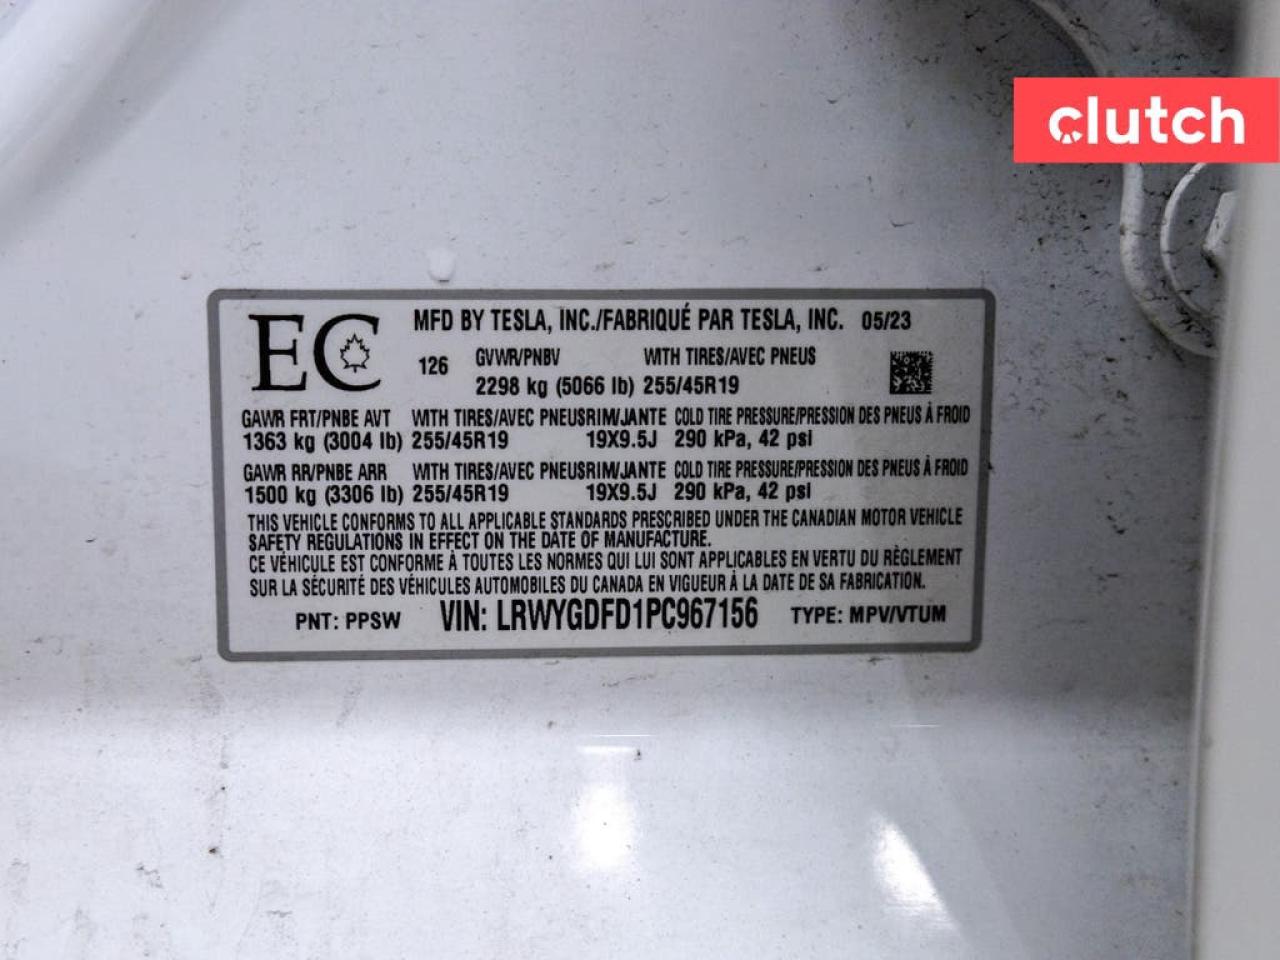 clutch
EC
MFD BY TESLA, INC./FABRIQUÉ PAR TESLA, INC. 05/23
126 GVWR/PNBV WITH TIRES/AVEC PNEUS
2298 kg (5066 lb) 255/45R19
GAWR FRT/PNBE AVT WITH TIRES/AVEC PNEUS RIM/JANTE COLD TIRE PRESSURE/PRESSION DES PNEUS À FROID
1363 kg (3004 lb) 255/45R19 19X9.5J 290 kPa, 42 psi
GAWR RR/PNBE ARR WITH TIRES/AVEC PNEUS RIM/JANTE COLD TIRE PRESSURE/PRESSION DES PNEUS À FROID
1500 kg (3306 lb) 255/45R19 19X9.5J 290 kPa, 42 psi
THIS VEHICLE CONFORMS TO ALL APPLICABLE STANDARDS PRESCRIBED UNDER THE CANADIAN MOTOR VEHICLE
SAFETY REGULATIONS IN EFFECT ON THE DATE OF MANUFACTURE.
CE VÉHICULE EST CONFORME À TOUTES LES NORMES QUI LUI SONT APPLICABLES EN VERTU DU RÈGLEMENT
SUR LA SÉCURITÉ DES VÉHICULES AUTOMOBILES DU CANADA EN VIGUEUR À LA DATE DE SA FABRICATION.
PNT: PPSW VIN: LRWYGDFD1PC967156 TYPE: MPV/VTUM